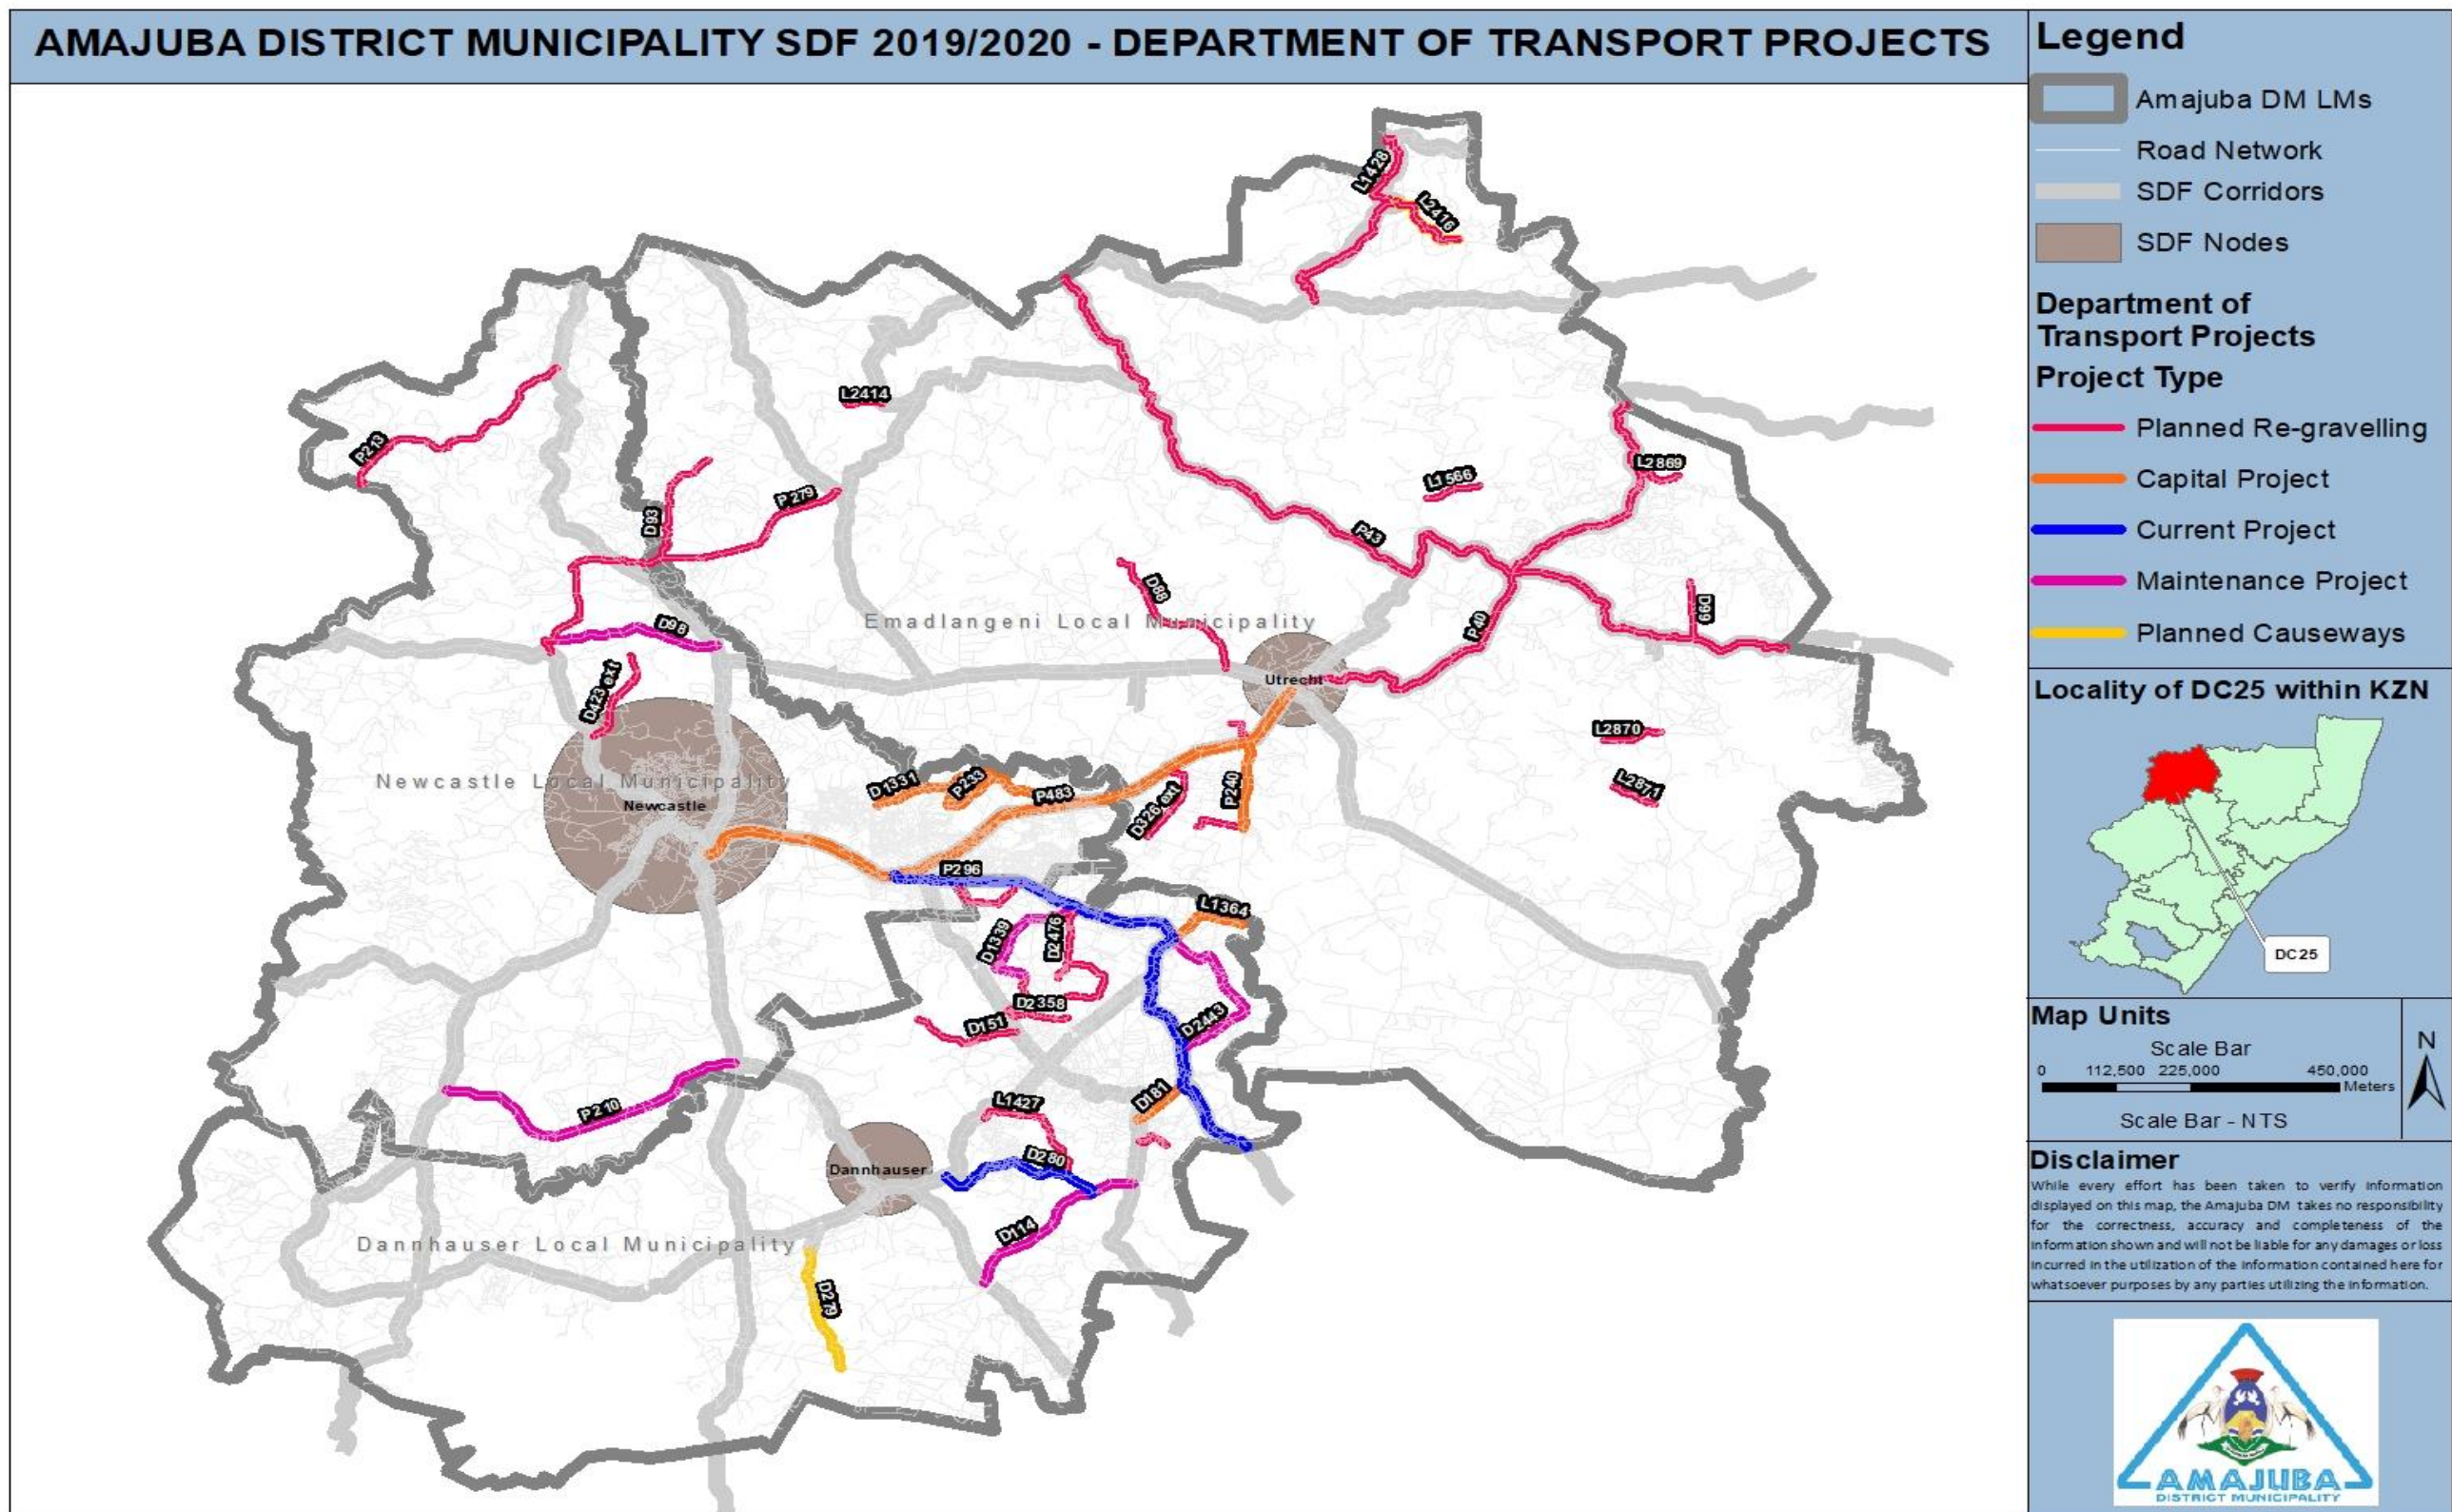 AMAJUBA DISTRICT MUNICIPALITY SDF 2019/2020 - DEPARTMENT OF TRANSPORT PROJECTS
L1428
L2416
L2414
P213
P279
D93
L1566
L2869
P43
D88
D99
Emadlangeni Local Municipality
D98
P40
D423 ext
Utrecht
L2870
Newcastle Local Municipality
Newcastle
D1331
P233
P483
D326 ext
P240
L2871
P296
L1364
D1339
D2476
D2358
D151
D2443
P210
L1427
D181
D280
Dannhauser
D114
Dannhauser Local Municipality
D279
Legend
Amajuba DM LMs
Road Network
SDF Corridors
SDF Nodes
Department of
Transport Projects
Project Type
Planned Re-gravelling
Capital Project
Current Project
Maintenance Project
Planned Causeways
Locality of DC25 within KZN
DC25
Map Units
Scale Bar
0 112,500 225,000 450,000
Meters
Scale Bar - NTS
N
Disclaimer
While every effort has been taken to verify information
displayed on this map, the Amajuba DM takes no responsibility
for the correctness, accuracy and completeness of the
information shown and will not be liable for any damages or loss
incurred in the utilization of the information contained here for
whatsoever purposes by any parties utilizing the information.
AMAJUBA
DISTRICT MUNICIPALITY